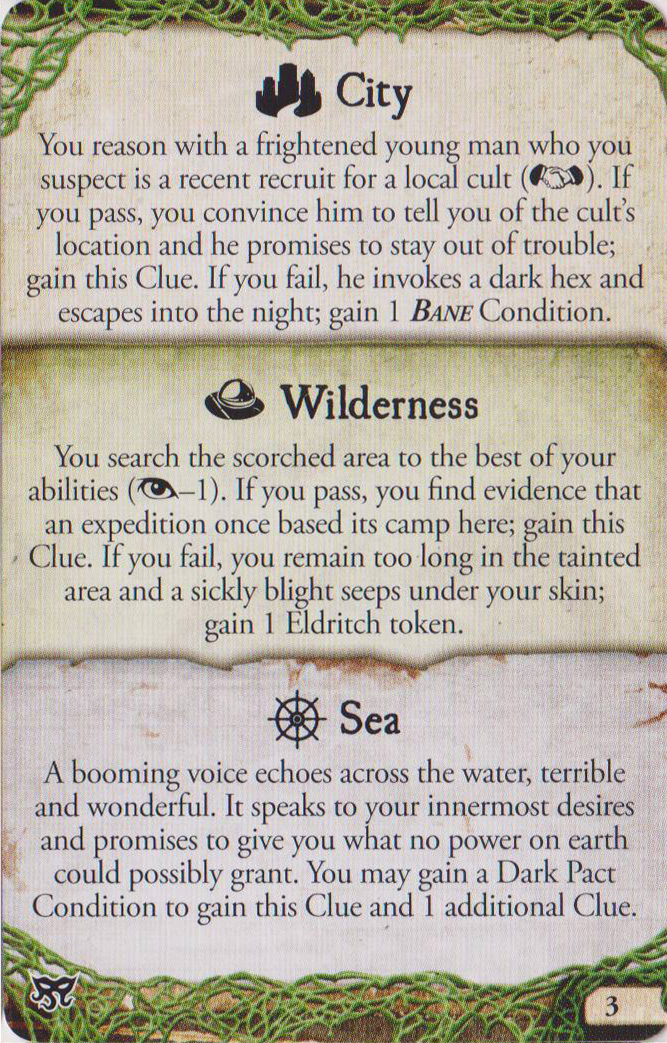 City
You reason with a frightened young man who you
suspect is a recent recruit for a local cult (). If
you pass, you convince him to tell you of the cult's
location and he promises to stay out of trouble;
gain this Clue. If you fail, he invokes a dark hex and
escapes into the night; gain 1 BANE Condition.
Wilderness
You search the scorched area to the best of your
abilities (–1). If you pass, you find evidence that
an expedition once based its camp here; gain this
Clue. If you fail, you remain too long in the tainted
area and a sickly blight seeps under your skin;
gain 1 Eldritch token.
Sea
A booming voice echoes across the water, terrible
and wonderful. It speaks to your innermost desires
and promises to give you what no power on earth
could possibly grant. You may gain a Dark Pact
Condition to gain this Clue and 1 additional Clue.
3